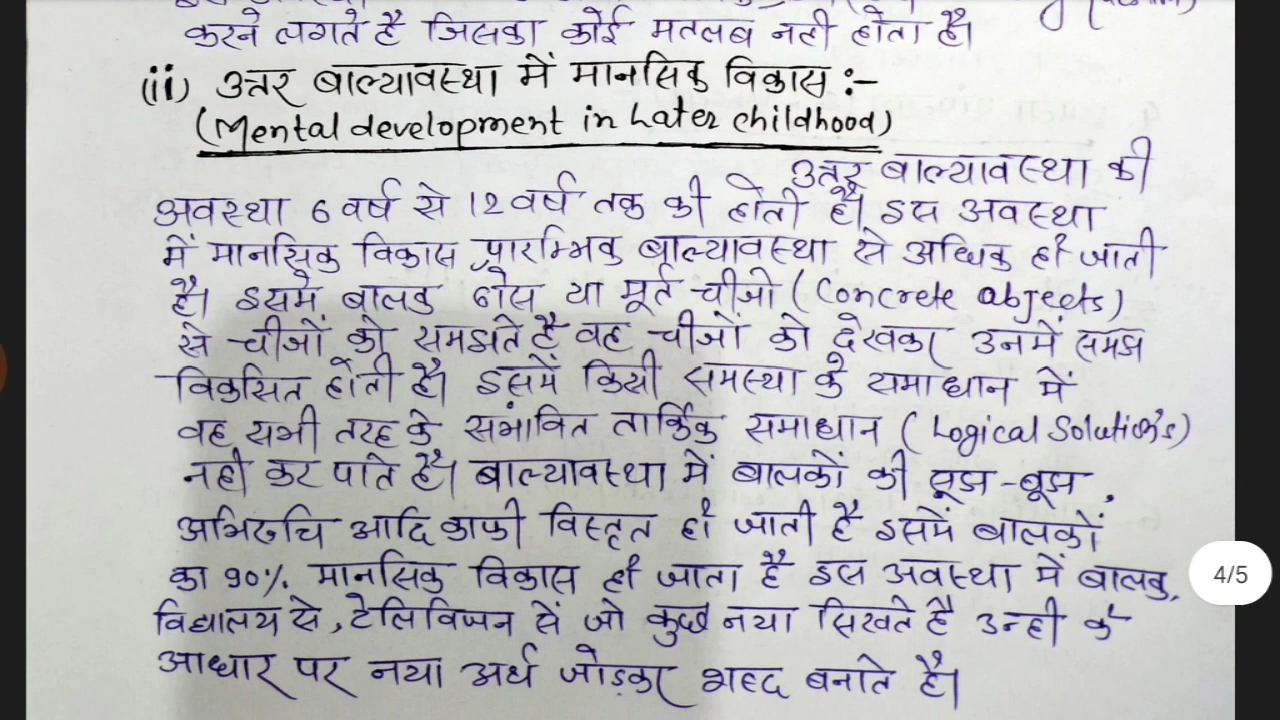 करने लगते है जिसका कोई मतलब नही होता है।
(ii) उत्तर बाल्यावस्था में मानसिक विकास :-
(Mental development in Later childhood)
उत्तर बाल्यावस्था की
अवस्था 6 वर्ष से 12 वर्ष तक की होती है। इस अवस्था
में मानसिक विकास प्रारम्भिक बाल्यावस्था से अधिक हो जाती
है। इसमें बालक ठोस या मूर्त चीजो (Concrete abjects)
से चीजों को समझते है वह चीजों को देखकर उनमें समझ
विकसित होती है। इसमें किसी समस्या के समाधान में
वह सभी तरह के संभावित तार्किक समाधान (Logical Solution's)
नही कर पाते है। बाल्यावस्था में बालकों की सूझ-बूझ,
अभिरुचि आदि काफी विस्तृत हो जाती है इसमें बालकों
का 90% मानसिक विकास हो जाता है इस अवस्था में बालक,
विद्यालय से, टेलिविजन से जो कुछ नया सिखते है उन्ही के
आधार पर नया अर्थ जोड़कर शब्द बनाते है।
4/5